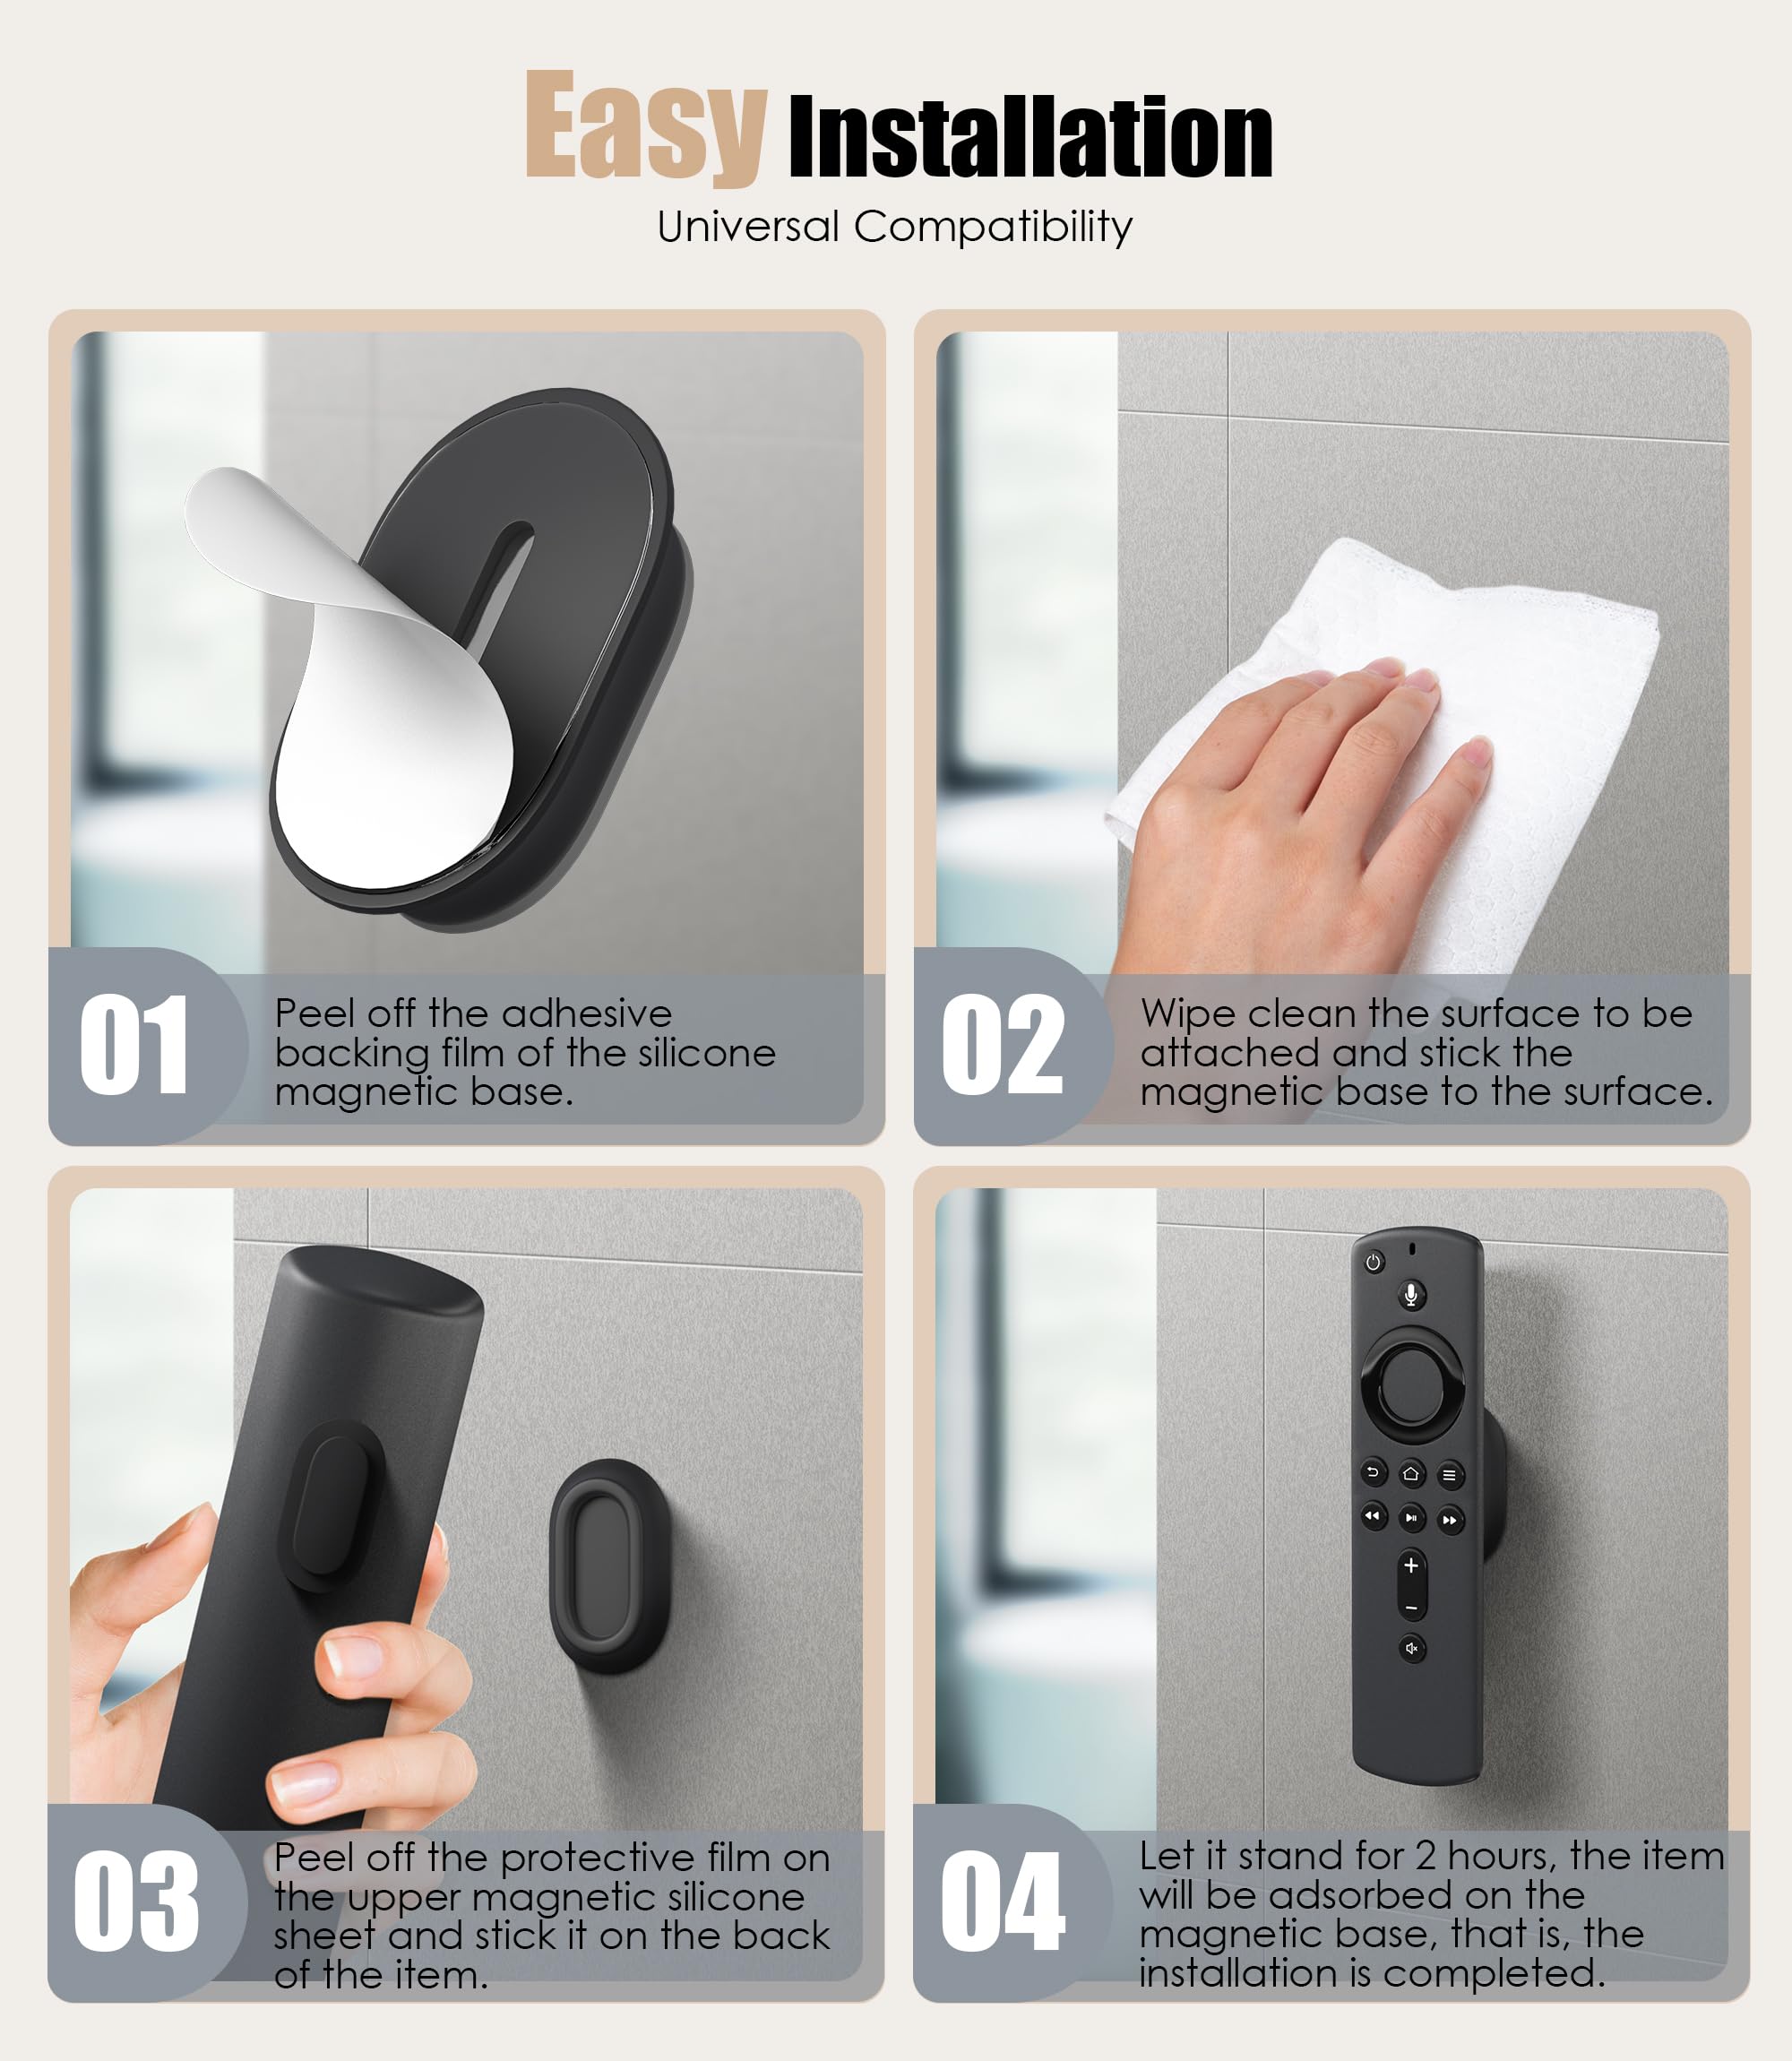 Easy Installation
Universal Compatibility
01
Peel off the adhesive
backing film of the silicone
magnetic base.
02
Wipe clean the surface to be
attached and stick the
magnetic base to the surface.
03
Peel off the protective film on
the upper magnetic silicone
sheet and stick it on the back
of the item.
04
Let it stand for 2 hours, the item
will be adsorbed on the
magnetic base, that is, the
installation is completed.